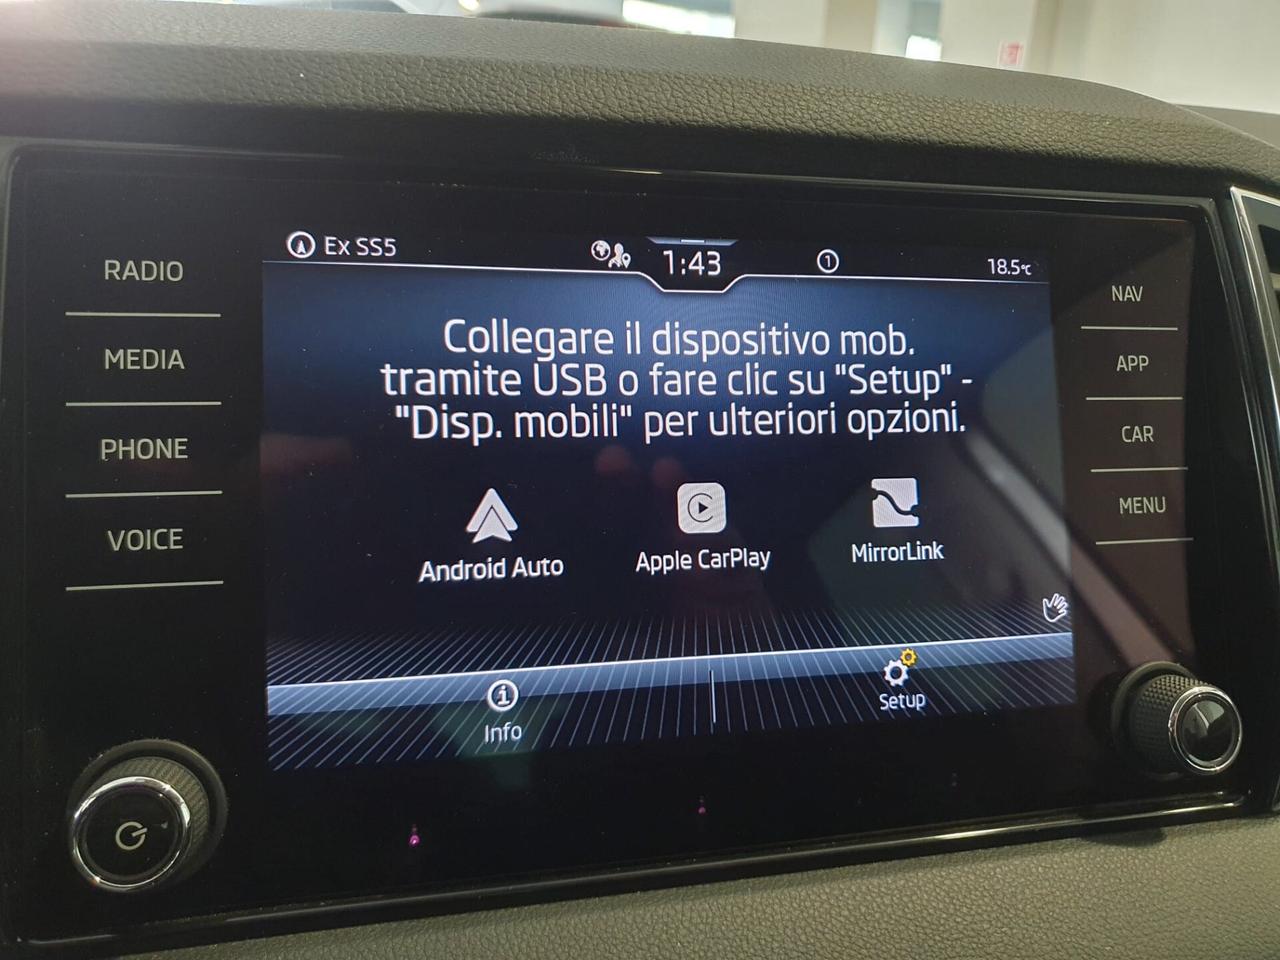 Ex SS5
1:43
1
18.5°C
RADIO
MEDIA
PHONE
VOICE
Collegare il dispositivo mob.
tramite USB o fare clic su "Setup" -
"Disp. mobili" per ulteriori opzioni.
Android Auto
Apple CarPlay
MirrorLink
Info
Setup
NAV
APP
CAR
MENU